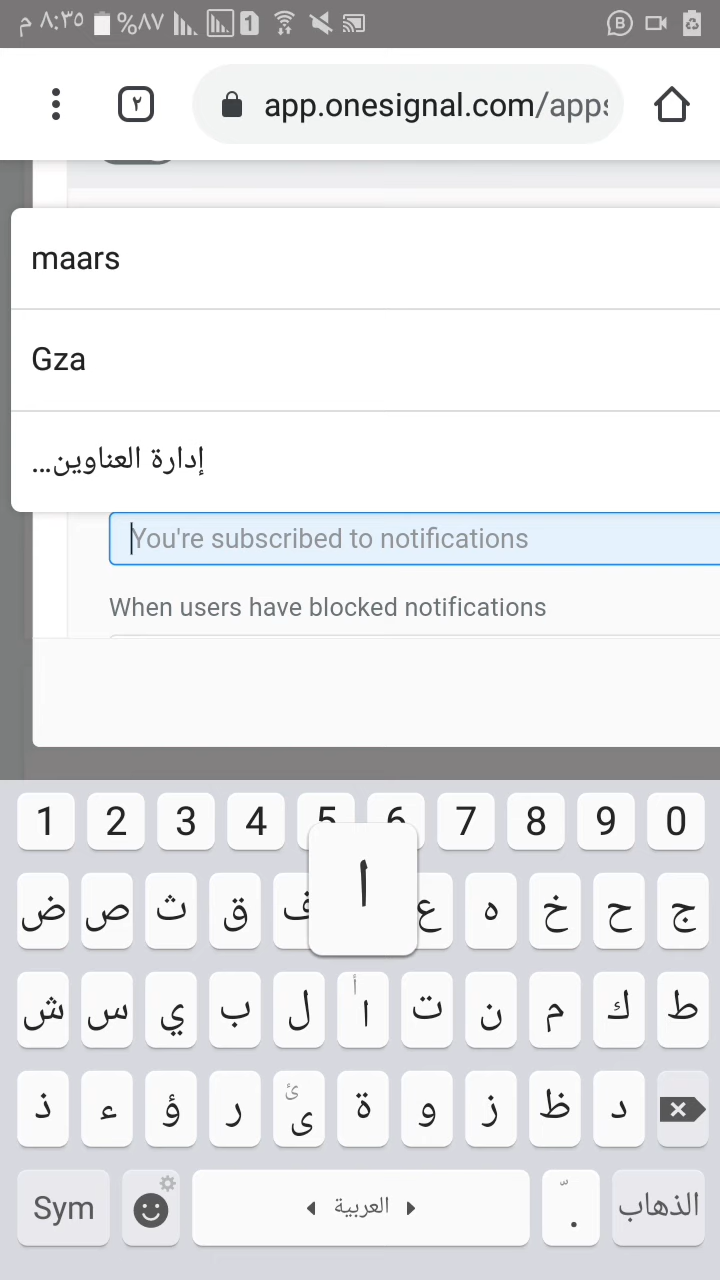 ٨:٣٥ م %٨٧ 1 B
٢ app.onesignal.com/apps
maars
Gza
إدارة العناوين...
You're subscribed to notifications
When users have blocked notifications
1 2 3 4 5 6 7 8 9 0
ض ص ث ق ف ا ع ه خ ح ج
ش س ي ب ل ا أ ت ن م ك ط
ذ ء ؤ ر ى ئ ة و ز ظ د
Sym العربية . الذهاب